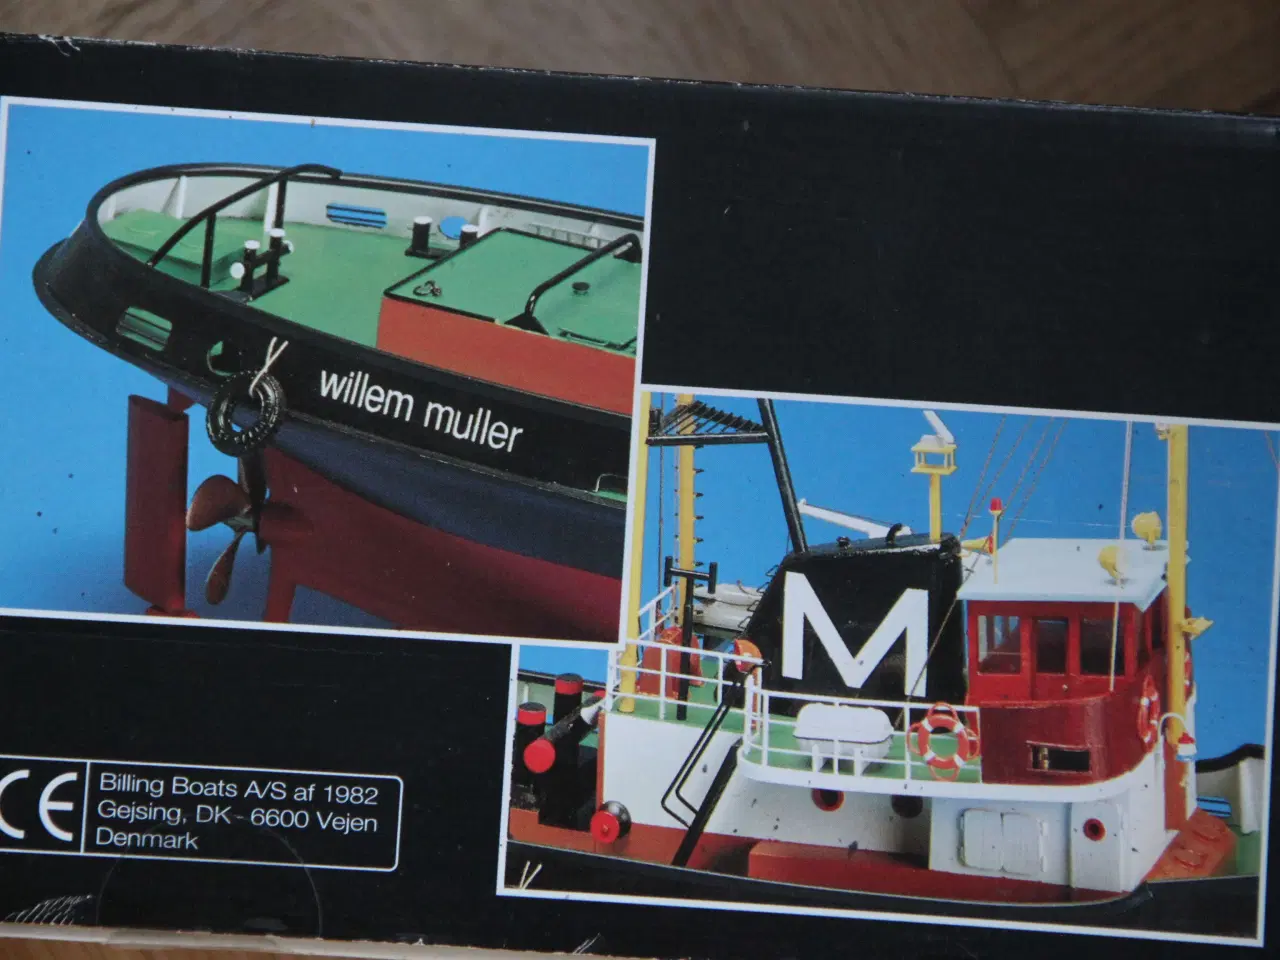 willem muller
M
CE
Billing Boats A/S af 1982
Gejsing, DK - 6600 Vejen
Denmark